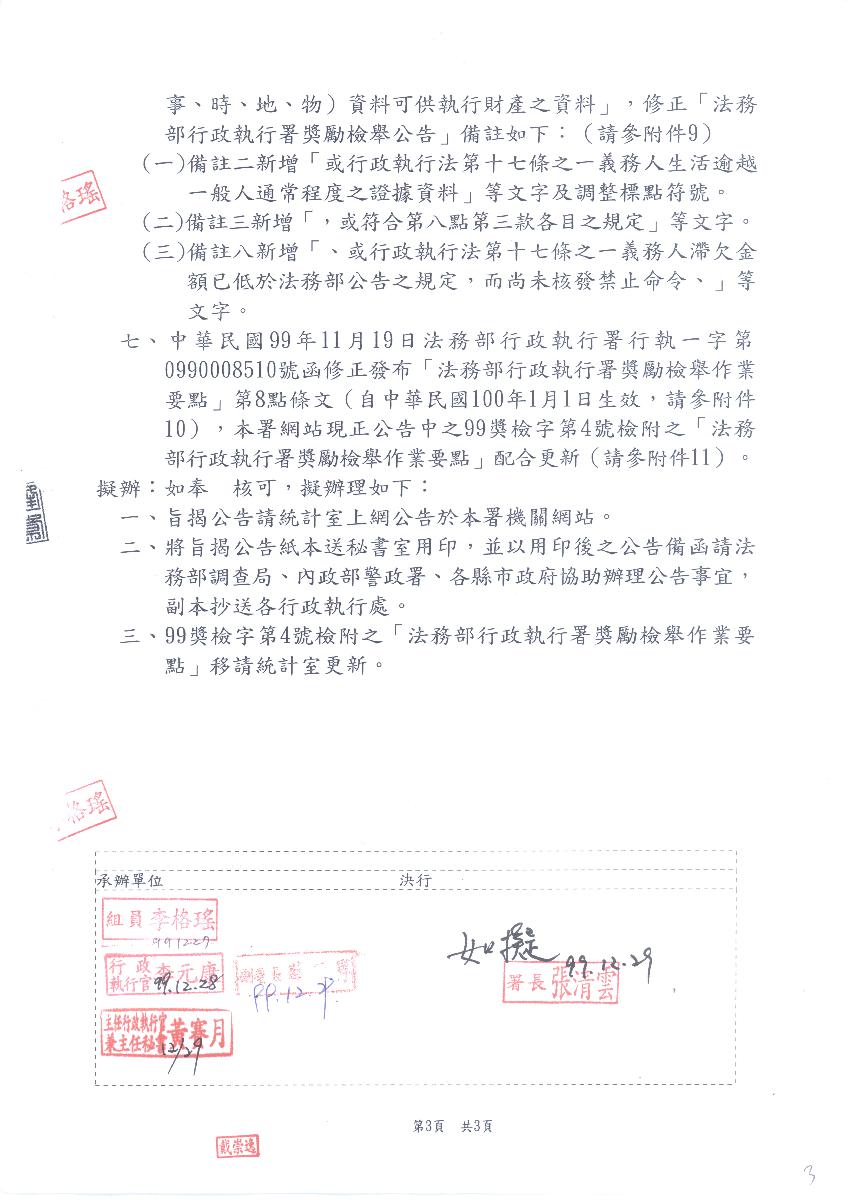 事、時、地、物）資料可供執行財產之資料」，修正「法務
部行政執行署獎勵檢舉公告」備註如下：（請參附件9）
(一)備註二新增「或行政執行法第十七條之一義務人生活逾越
一般人通常程度之證據資料」等文字及調整標點符號。
(二)備註三新增「，或符合第八點第三款各目之規定」等文字。
(三)備註八新增「、或行政執行法第十七條之一義務人滯欠金
額已低於法務部公告之規定，而尚未核發禁止命令、」等
文字。
格瑤
七、中華民國99年11月19日法務部行政執行署行執一字第
0990008510號函修正發布「法務部行政執行署獎勵檢舉作業
要點」第8點條文（自中華民國100年1月1日生效，請參附件
10），本署網站現正公告中之99獎檢字第4號檢附之「法務
部行政執行署獎勵檢舉作業要點」配合更新（請參附件11）。
擬辦：如奉　核可，擬辦理如下：
一、旨揭公告請統計室上網公告於本署機關網站。
二、將旨揭公告紙本送秘書室用印，並以用印後之公告備函請法
務部調查局、內政部警政署、各縣市政府協助辦理公告事宜，
副本抄送各行政執行處。
三、99獎檢字第4號檢附之「法務部行政執行署獎勵檢舉作業要
點」移請統計室更新。
格瑤
承辦單位　決行
組員 李格瑤
991227
行政執行官 李元康
99.12.28
99.12.29
主任行政執行官兼主任秘書 黃寒月
12/29
如擬
99.12.29
署長 張清雲
第3頁　共3頁
戴崇逸
3